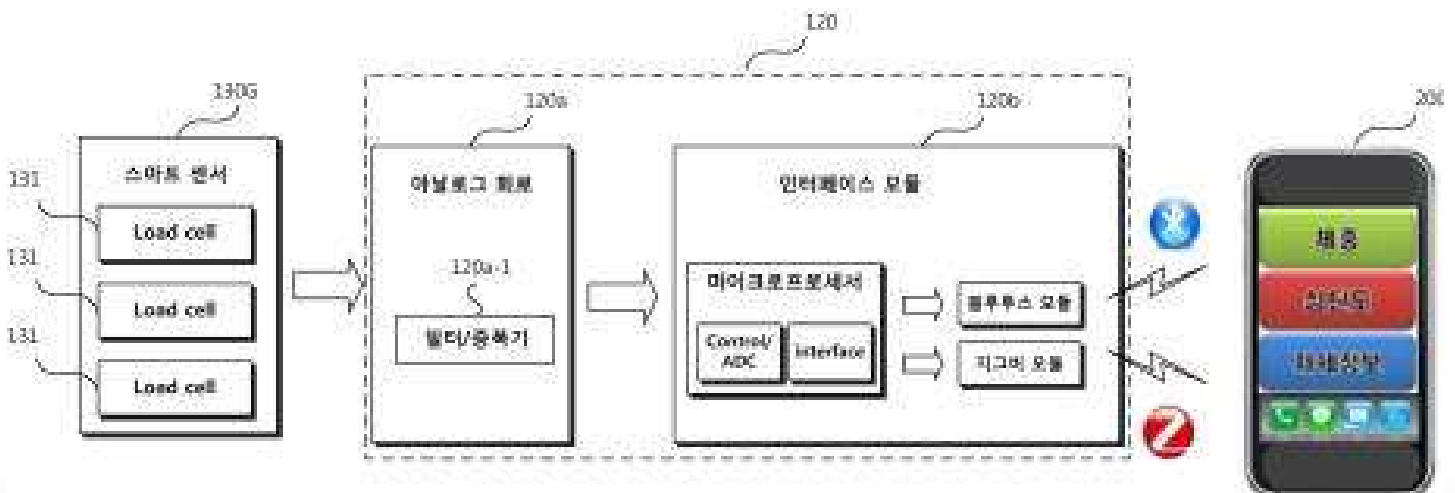 120
120a
120b
131
스마트 센서
아날로그 회로
인터페이스 모듈
Load cell
131
Load cell
131
Load cell
120a-1
필터/증폭기
마이크로프로세서
Control/
ADC
Interface
블루투스 모듈
지그비 모듈
체중